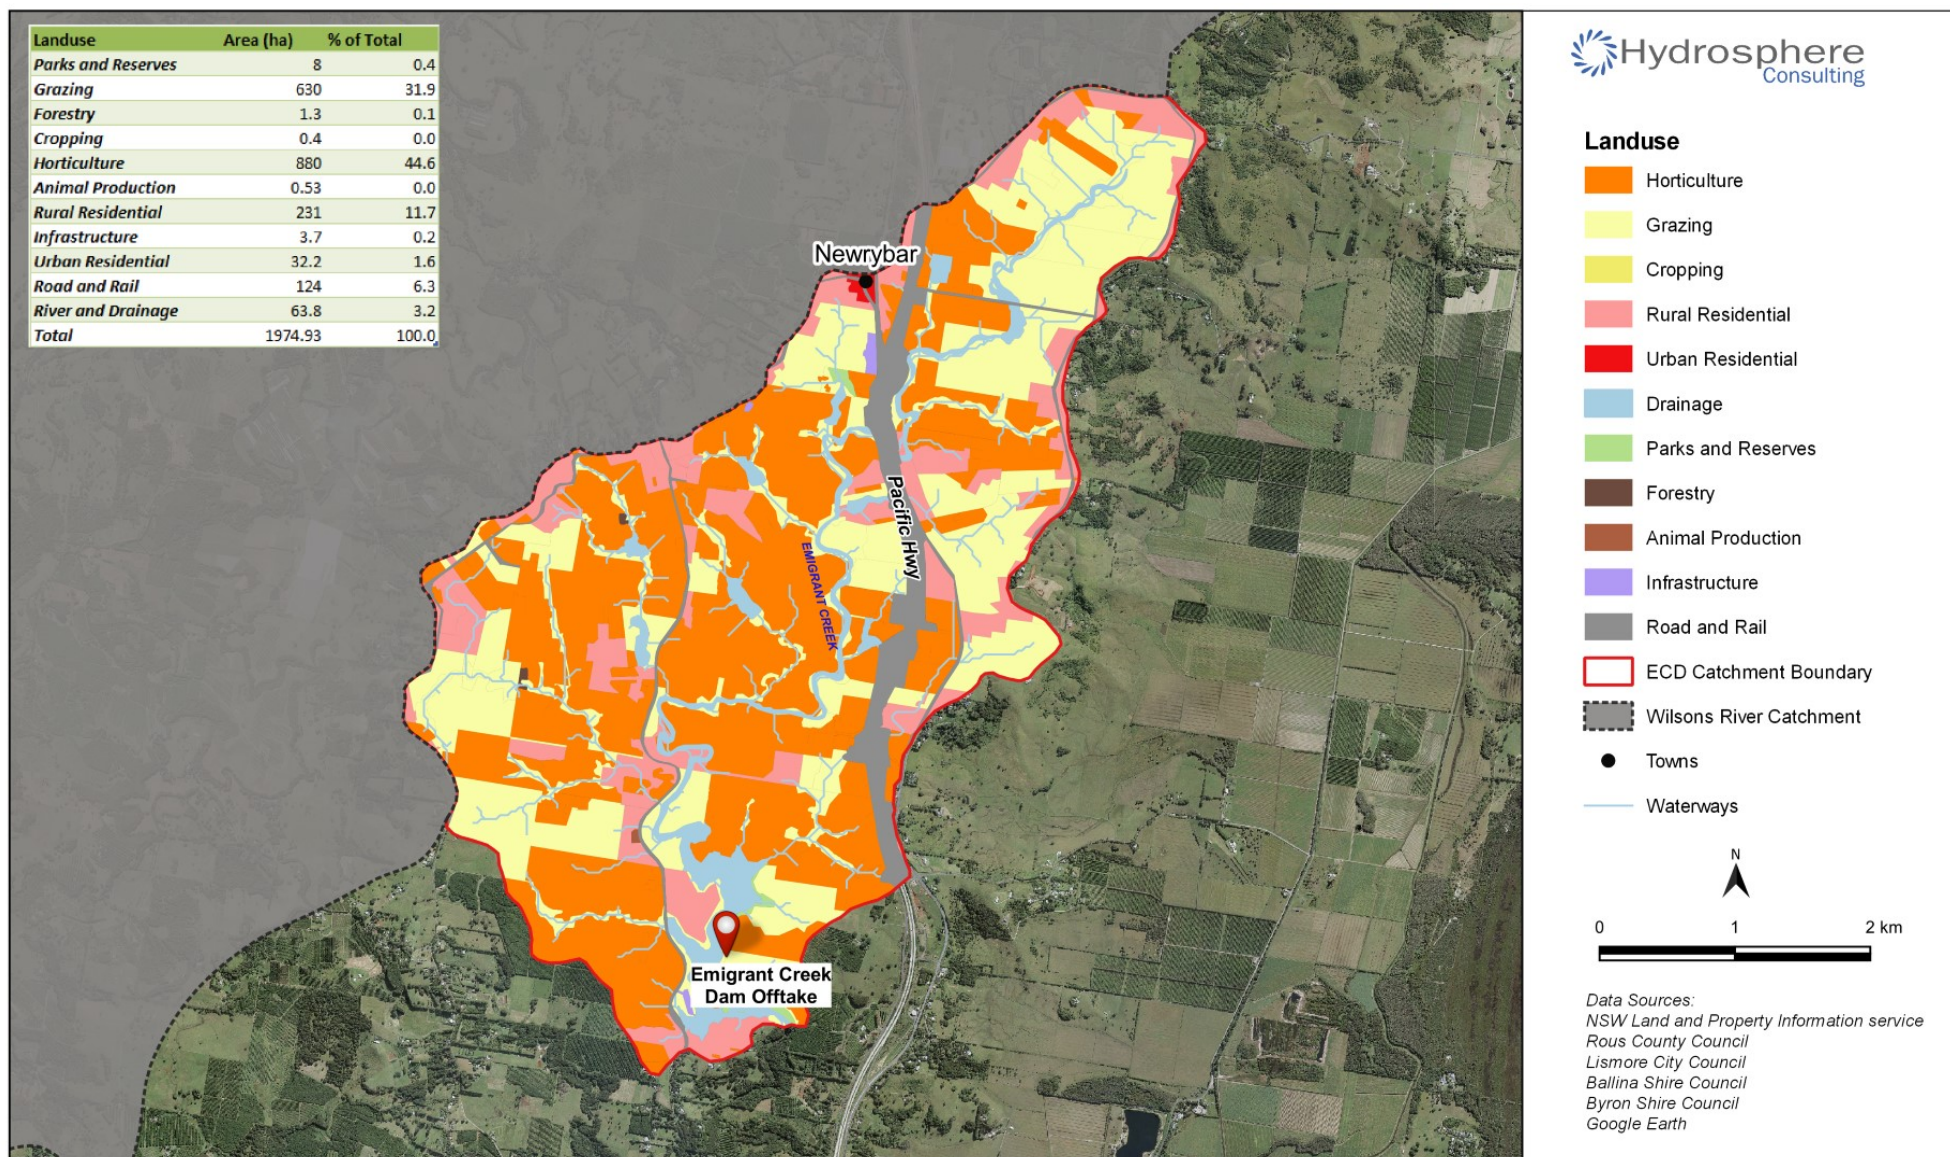 Landuse Area (ha) % of Total
Parks and Reserves 8 0.4
Grazing 630 31.9
Forestry 1.3 0.1
Cropping 0.4 0.0
Horticulture 880 44.6
Animal Production 0.53 0.0
Rural Residential 231 11.7
Infrastructure 3.7 0.2
Urban Residential 32.2 1.6
Road and Rail 124 6.3
River and Drainage 63.8 3.2
Total 1974.93 100.0
Newrybar
Pacific Hwy
EMIGRANT CREEK
Emigrant Creek
Dam Offtake
Hydrosphere
Consulting
Landuse
Horticulture
Grazing
Cropping
Rural Residential
Urban Residential
Drainage
Parks and Reserves
Forestry
Animal Production
Infrastructure
Road and Rail
ECD Catchment Boundary
Wilsons River Catchment
Towns
Waterways
N
0 1 2 km
Data Sources:
NSW Land and Property Information service
Rous County Council
Lismore City Council
Ballina Shire Council
Byron Shire Council
Google Earth